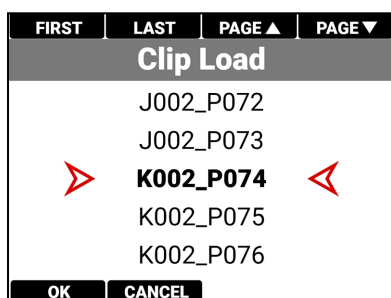 FIRST LAST PAGE▲ PAGE▼
Clip Load
J002_P072
J002_P073
K002_P074
K002_P075
K002_P076
OK CANCEL